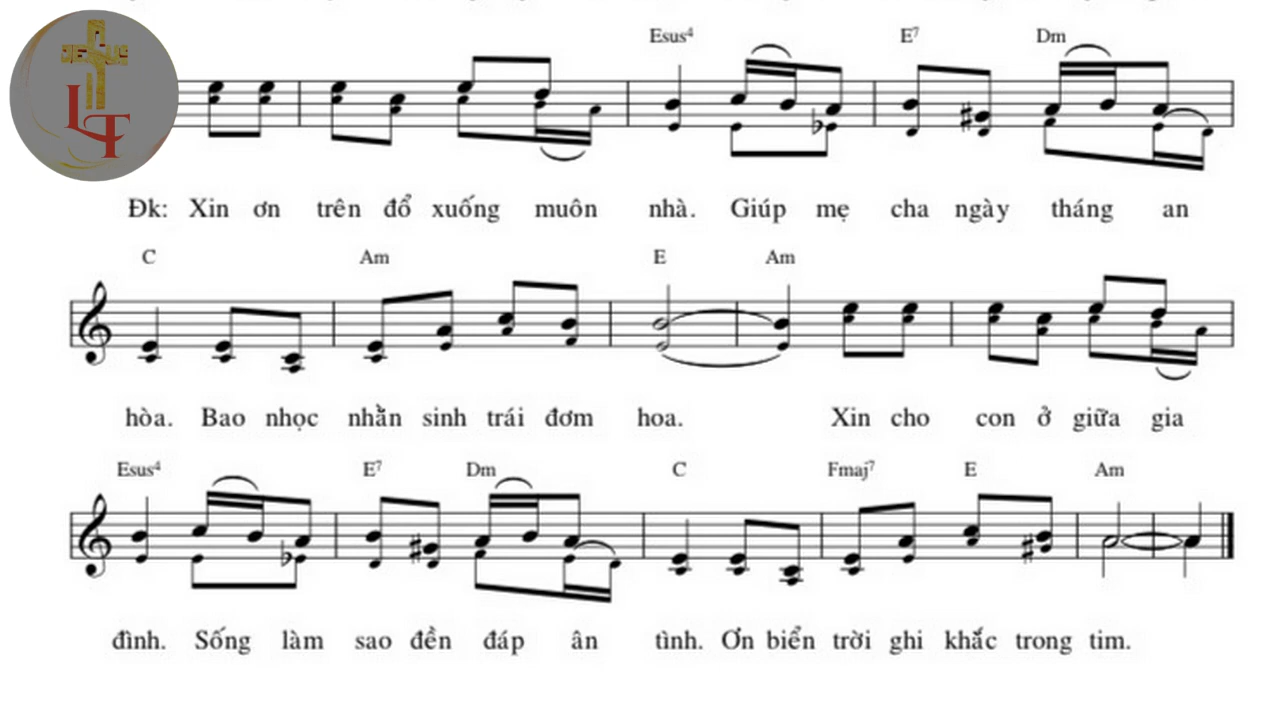 JESUS
LT
Esus4 E7 Dm
Đk: Xin ơn trên đổ xuống muôn nhà. Giúp mẹ cha ngày tháng an
C Am E Am
hòa. Bao nhọc nhằn sinh trái đơm hoa. Xin cho con ở giữa gia
Esus4 E7 Dm C Fmaj7 E Am
đình. Sống làm sao đền đáp ân tình. Ơn biển trời ghi khắc trong tim.